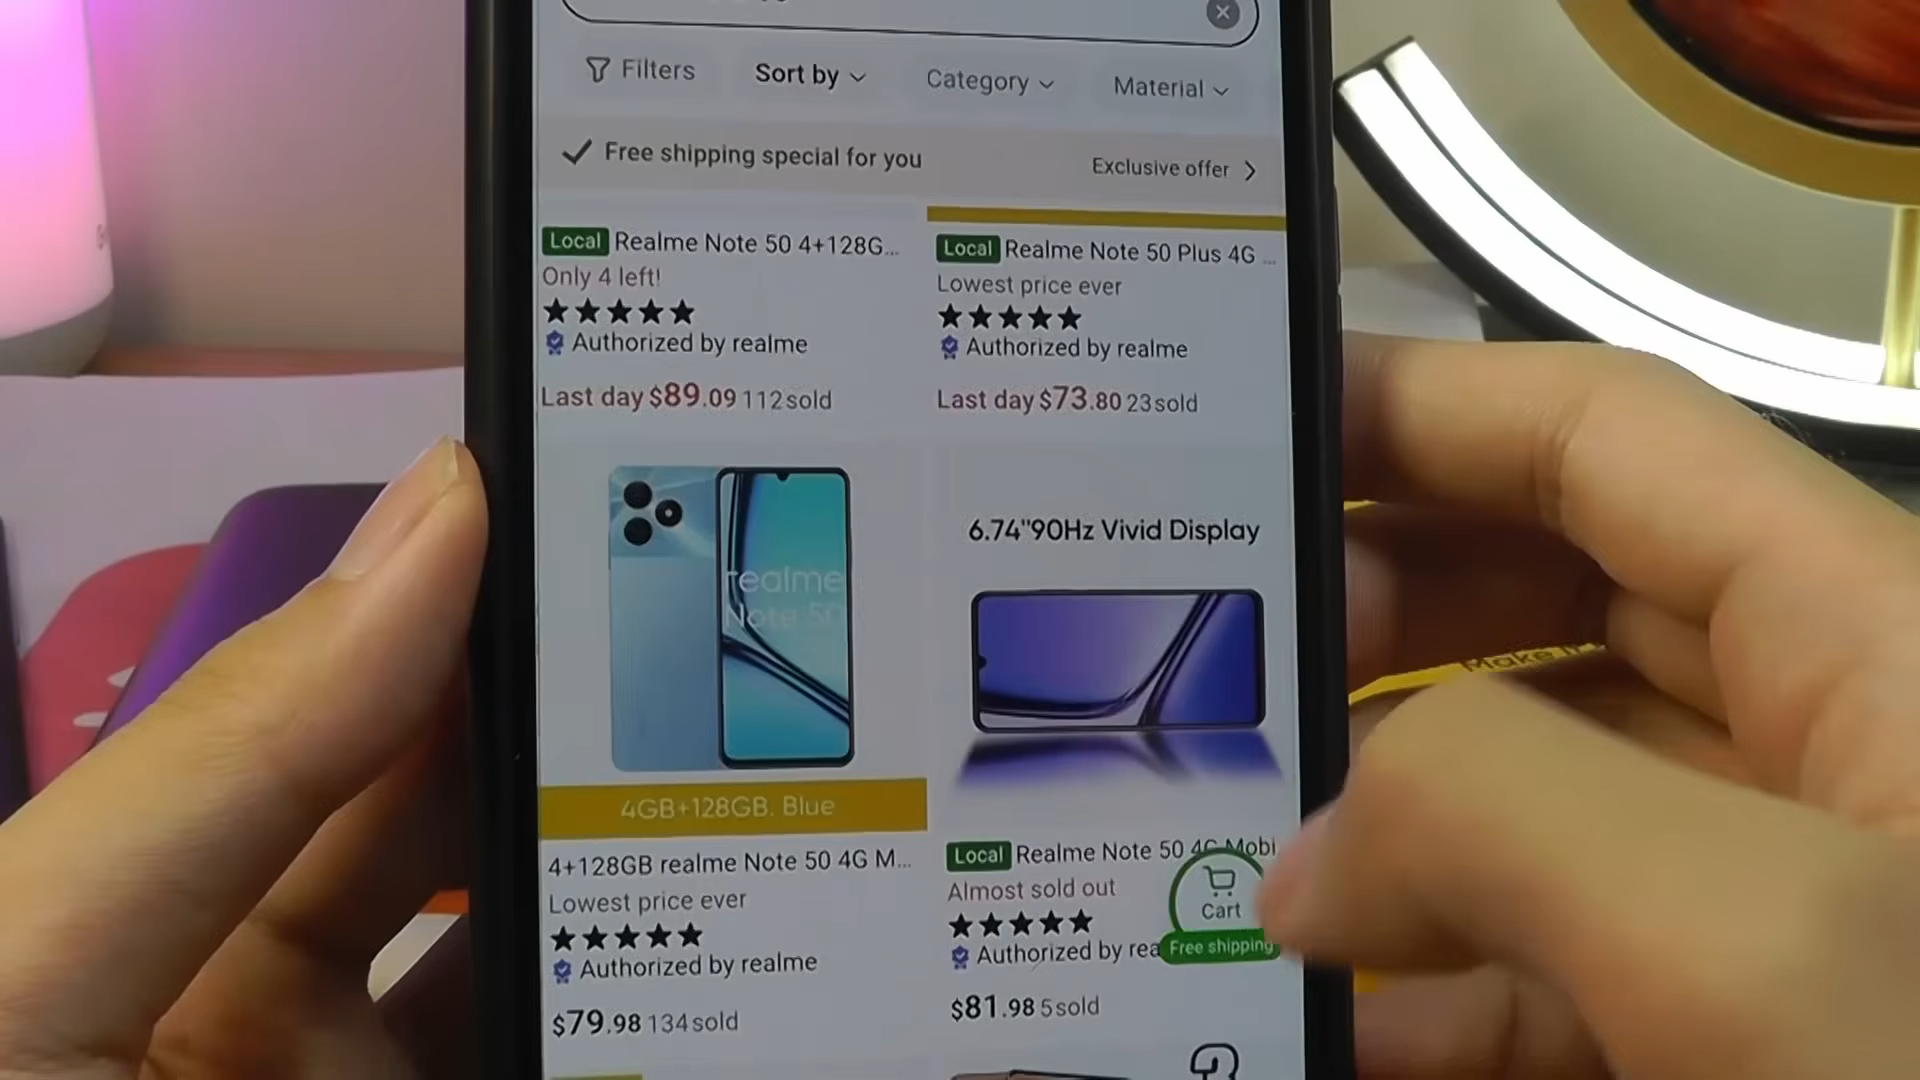 Filters
Sort by
Category
Material
Free shipping special for you
Exclusive offer
Local Realme Note 50 4+128G...
Only 4 left!
Authorized by realme
Last day $89.09 112 sold
Local Realme Note 50 Plus 4G ...
Lowest price ever
Authorized by realme
Last day $73.80 23 sold
realme
Note 50
4GB+128GB. Blue
4+128GB realme Note 50 4G M...
Lowest price ever
Authorized by realme
$79.98 134 sold
6.74"90Hz Vivid Display
Local Realme Note 50 4G Mobi
Almost sold out
Authorized by rea
$81.98 5 sold
Cart
Free shipping
Make it